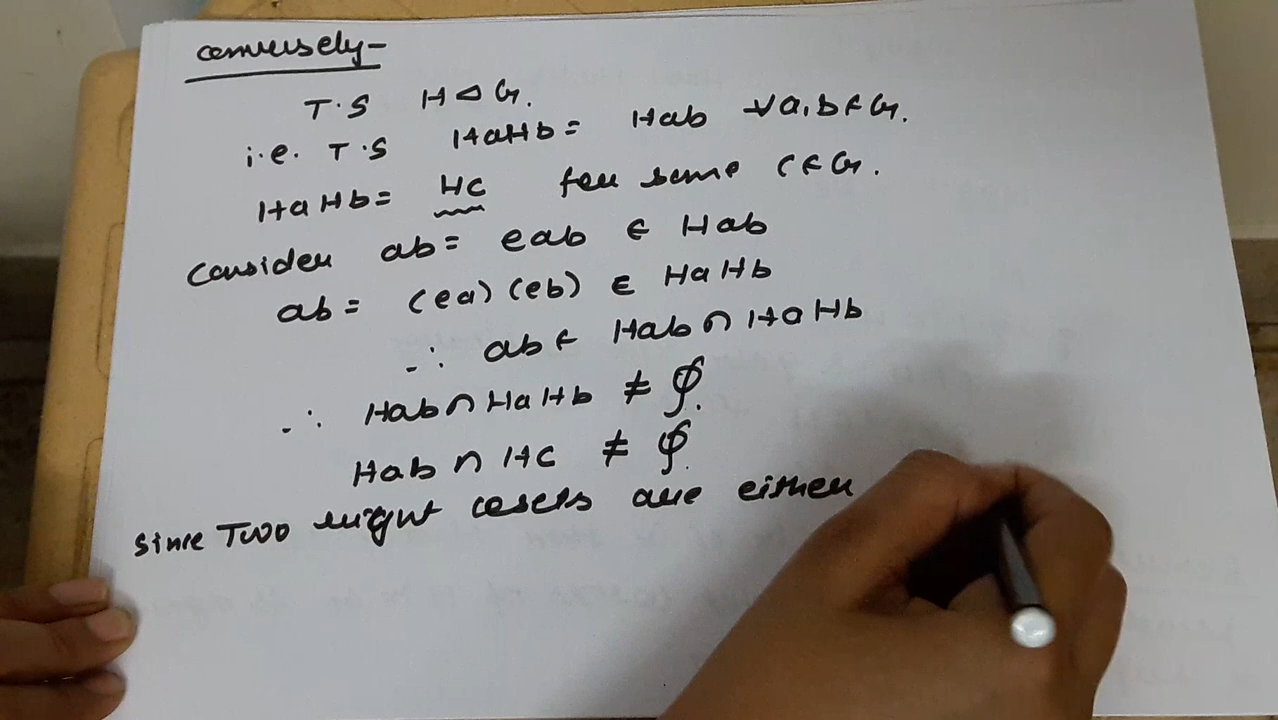 conversely-
T.S H⊲G.
i.e. T.S HaHb = Hab ∀a,b∈G.
HaHb = Hc for some c∈G.
Consider ab = eab ∈ Hab
ab = (ea)(eb) ∈ HaHb
∴ ab ∈ Hab∩HaHb
∴ Hab∩HaHb ≠ ϕ.
Hab∩Hc ≠ ϕ.
since Two right cosets are either